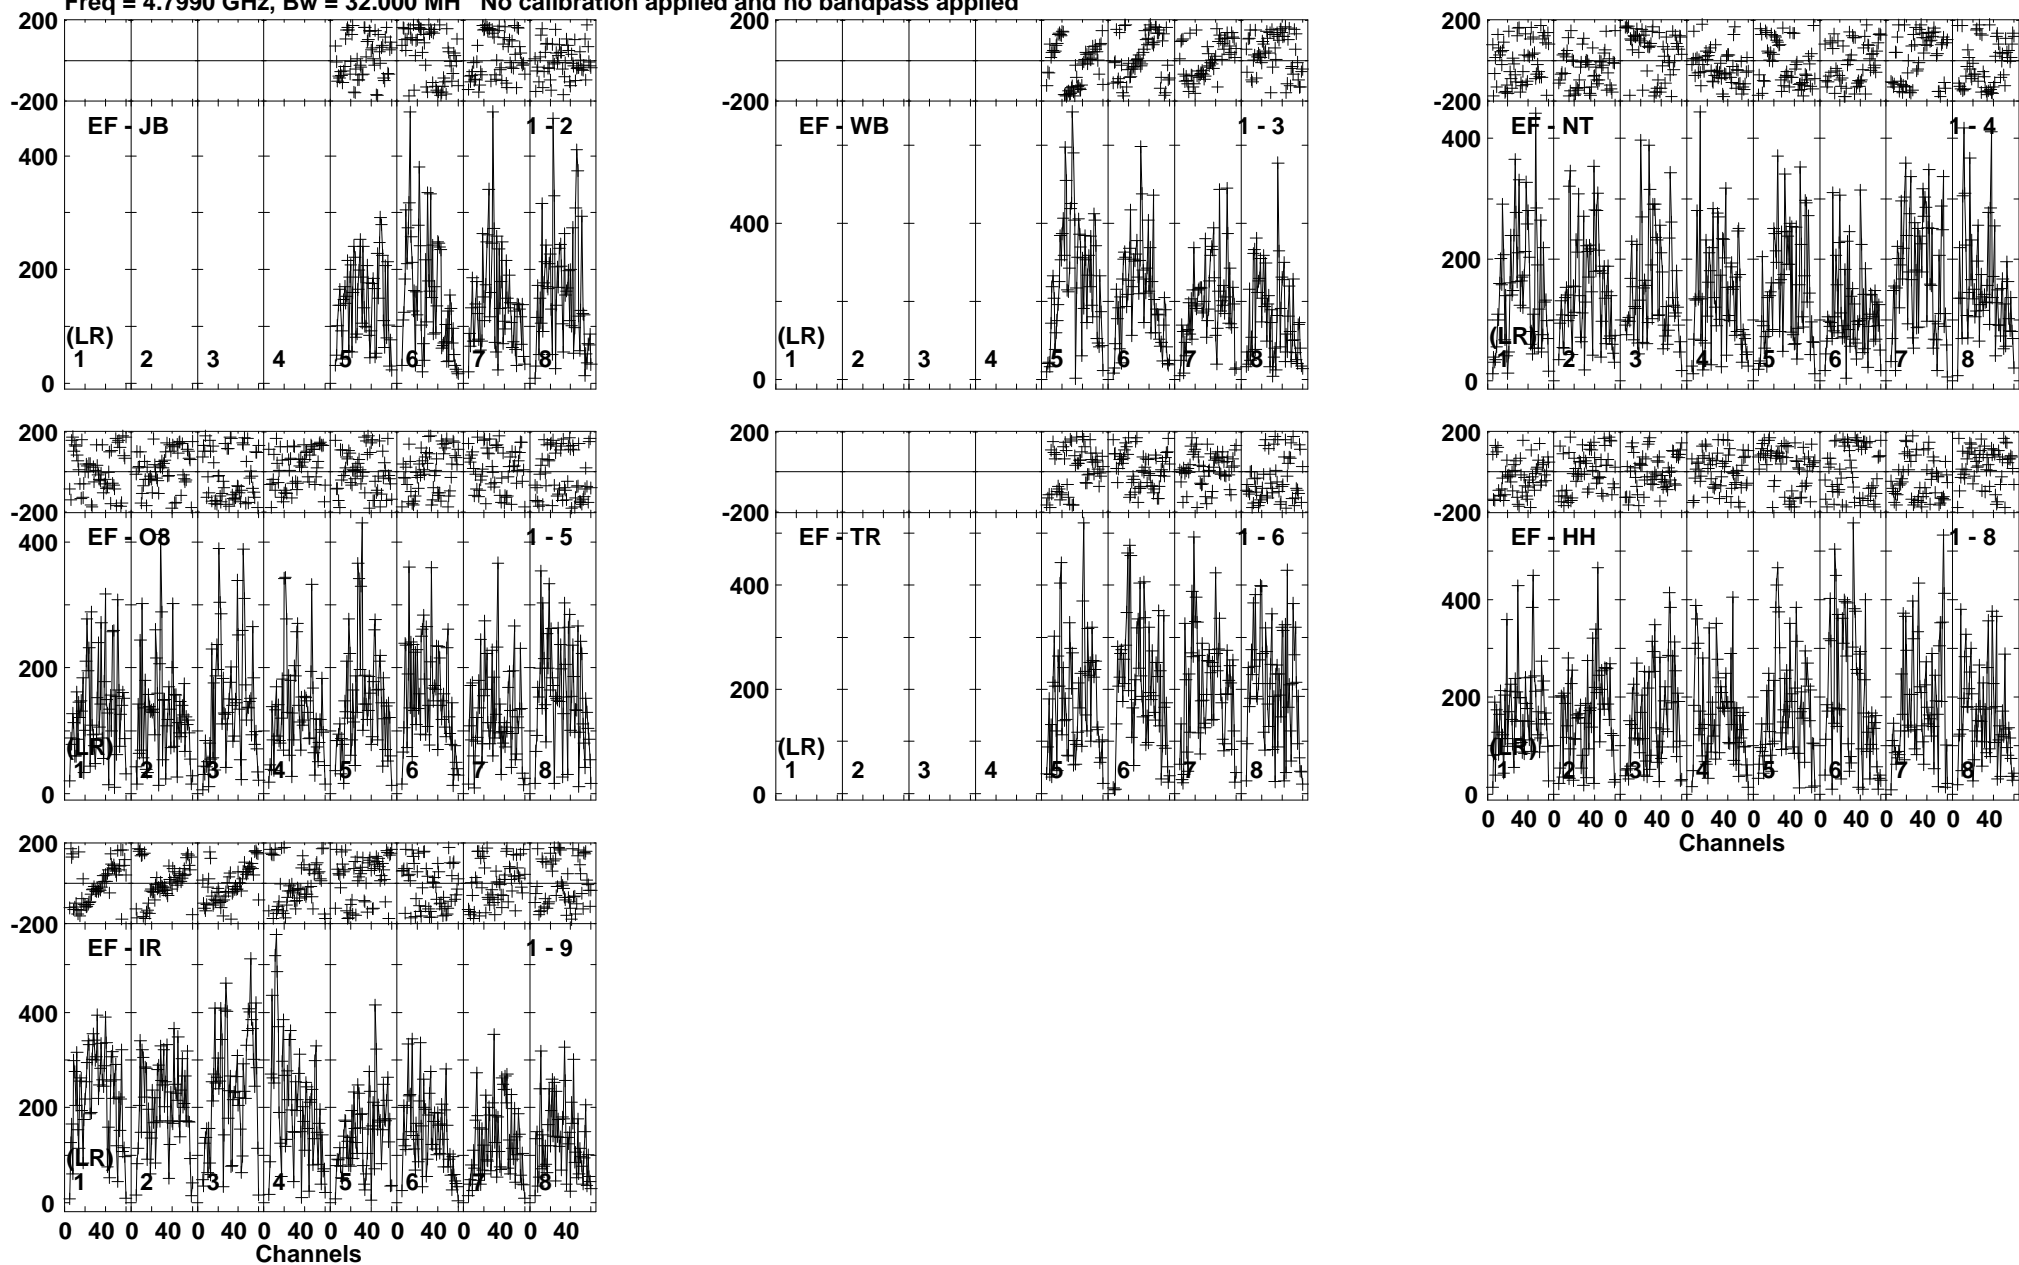 Freq = 4.7990 GHz, Bw = 32.000 MH No calibration applied and no bandpass applied
200
-200
EF - JB 1 - 2
400
200
(LR)
1 2 3 4 5 6 7 8
0
200
-200
EF - WB 1 - 3
400
(LR)
1 2 3 4 5 6 7 8
0
200
-200
EF - NT 1 - 4
400
200
(LR)
1 2 3 4 5 6 7 8
0
200
-200
EF - O8 1 - 5
400
200
(LR)
1 2 3 4 5 6 7 8
0
200
-200
EF - TR 1 - 6
400
200
(LR)
1 2 3 4 5 6 7 8
0
200
-200
EF - HH 1 - 8
400
200
(LR)
1 2 3 4 5 6 7 8
0
0 40 0 40 0 40 0 40 0 40 0 40 0 40 0 40
Channels
200
-200
EF - IR 1 - 9
400
200
(LR)
1 2 3 4 5 6 7 8
0
0 40 0 40 0 40 0 40 0 40 0 40 0 40 0 40
Channels